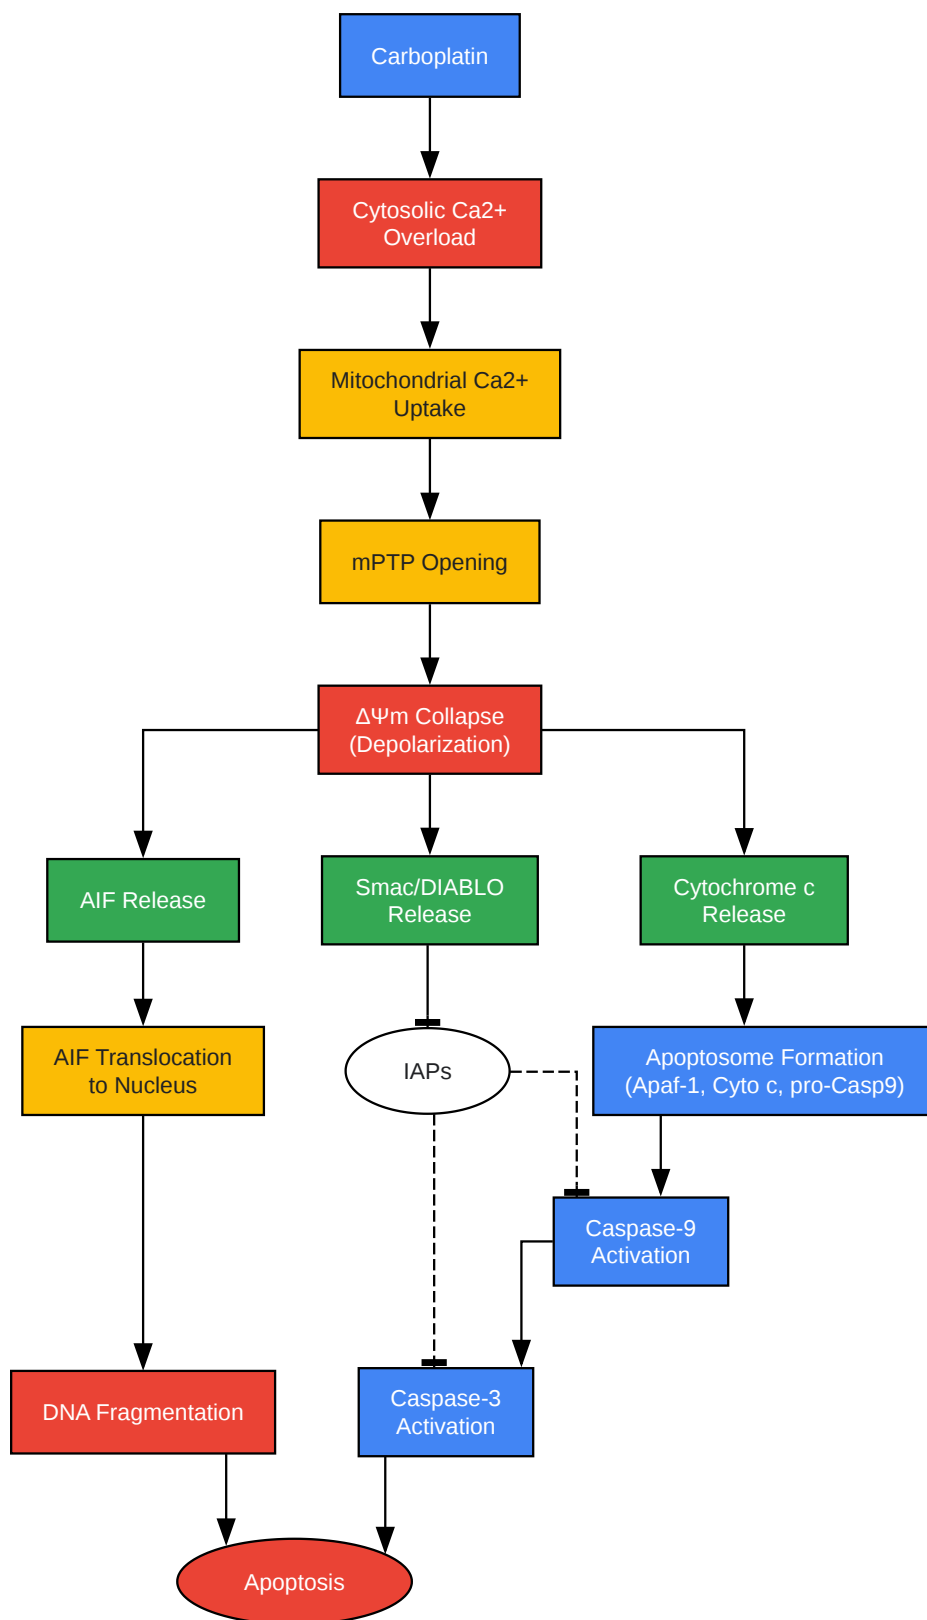 Carboplatin
Cytosolic Ca2+
Overload
Mitochondrial Ca2+
Uptake
mPTP Opening
ΔΨm Collapse
(Depolarization)
AIF Release
Smac/DIABLO
Release
Cytochrome c
Release
AIF Translocation
to Nucleus
IAPs
Apoptosome Formation
(Apaf-1, Cyto c, pro-Casp9)
Caspase-9
Activation
DNA Fragmentation
Caspase-3
Activation
Apoptosis